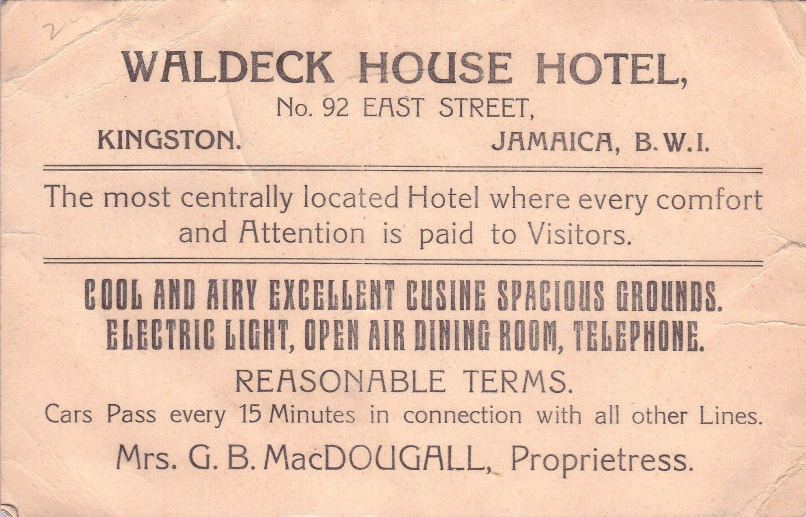 2
WALDECK HOUSE HOTEL,
No. 92 EAST STREET,
KINGSTON. JAMAICA, B.W.I.
The most centrally located Hotel where every comfort
and Attention is paid to Visitors.
COOL AND AIRY EXCELLENT CUSINE SPACIOUS GROUNDS.
ELECTRIC LIGHT, OPEN AIR DINING ROOM, TELEPHONE.
REASONABLE TERMS.
Cars Pass every 15 Minutes in connection with all other Lines.
Mrs. G. B. MacDOUGALL, Proprietress.